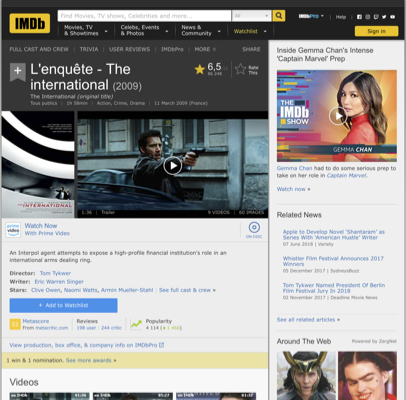 IMDb
Find Movies, TV shows, Celebrities and more...
All
Movies, TV & Showtimes
Celebs, Events & Photos
News & Community
Watchlist
IMDbPro
Help
Sign in
FULL CAST AND CREW | TRIVIA | USER REVIEWS | IMDbPro | MORE
SHARE
L'enquête - The international (2009)
6,5
Rate This
The International (original title)
Tous publics | 1h 58min | Action, Crime, Drama | 11 March 2009 (France)
INTERNATIONAL
1:36 | Trailer
9 VIDEOS | 60 IMAGES
prime video
Watch Now
With Prime Video
ON DISC
An Interpol agent attempts to expose a high-profile financial institution's role in an
international arms dealing ring.
Director: Tom Tykwer
Writer: Eric Warren Singer
Stars: Clive Owen, Naomi Watts, Armin Mueller-Stahl | See full cast & crew »
+ Add to Watchlist
Metascore
From metacritic.com
Reviews
198 user | 244 critic
Popularity
View production, box office, & company info on IMDbPro
1 win & 1 nomination. See more awards »
Videos
Inside Gemma Chan's Intense
'Captain Marvel' Prep
THE IMDb SHOW
GEMMA CHAN
Gemma Chan had to do some serious prep
to take on her role in Captain Marvel.
Watch now »
Related News
Apple to Develop Novel 'Shantaram' as
Series With 'American Hustle' Writer
07 June 2018 | Variety
Whistler Film Festival Announces 2017
Winners
05 December 2017 | SydneysBuzz
Tom Tykwer Named President Of Berlin
Film Festival Jury In 2018
02 November 2017 | Deadline Movie News
See all related articles »
Around The Web
Powered by ZergNet